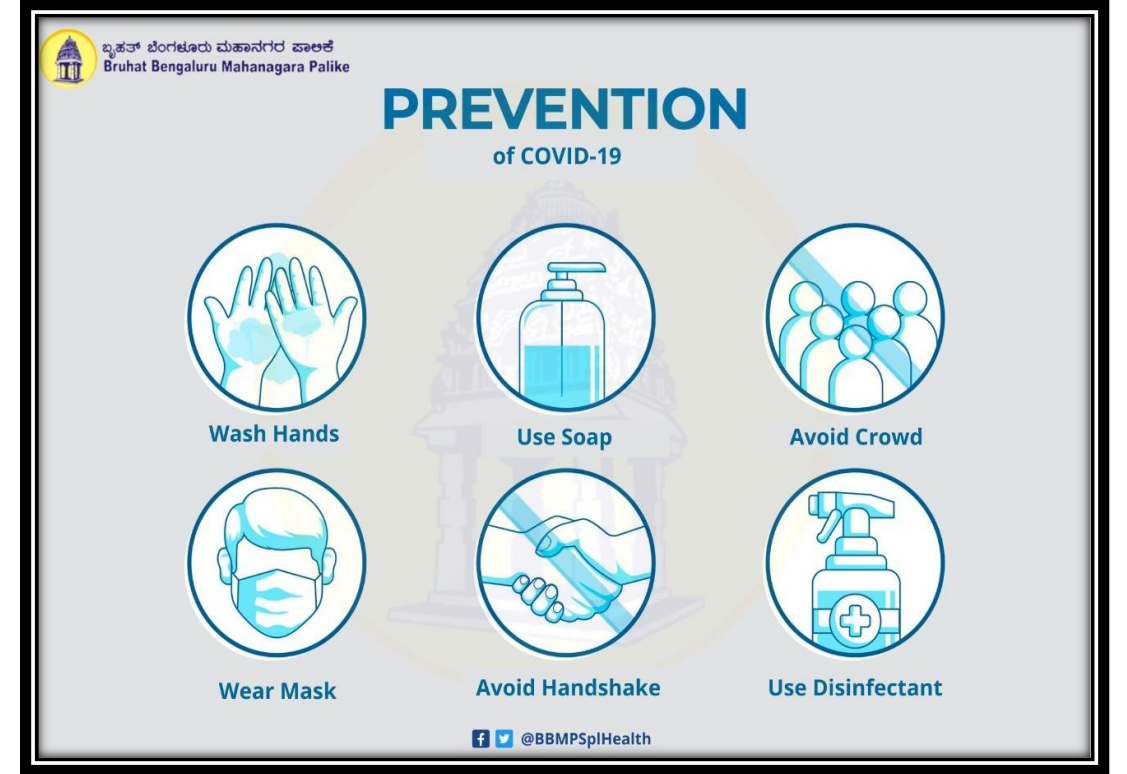 ಬೃಹತ್ ಬೆಂಗಳೂರು ಮಹಾನಗರ ಪಾಲಿಕೆ
Bruhat Bengaluru Mahanagara Palike
PREVENTION
of COVID-19
Wash Hands
Use Soap
Avoid Crowd
Wear Mask
Avoid Handshake
Use Disinfectant
@BBMPSplHealth